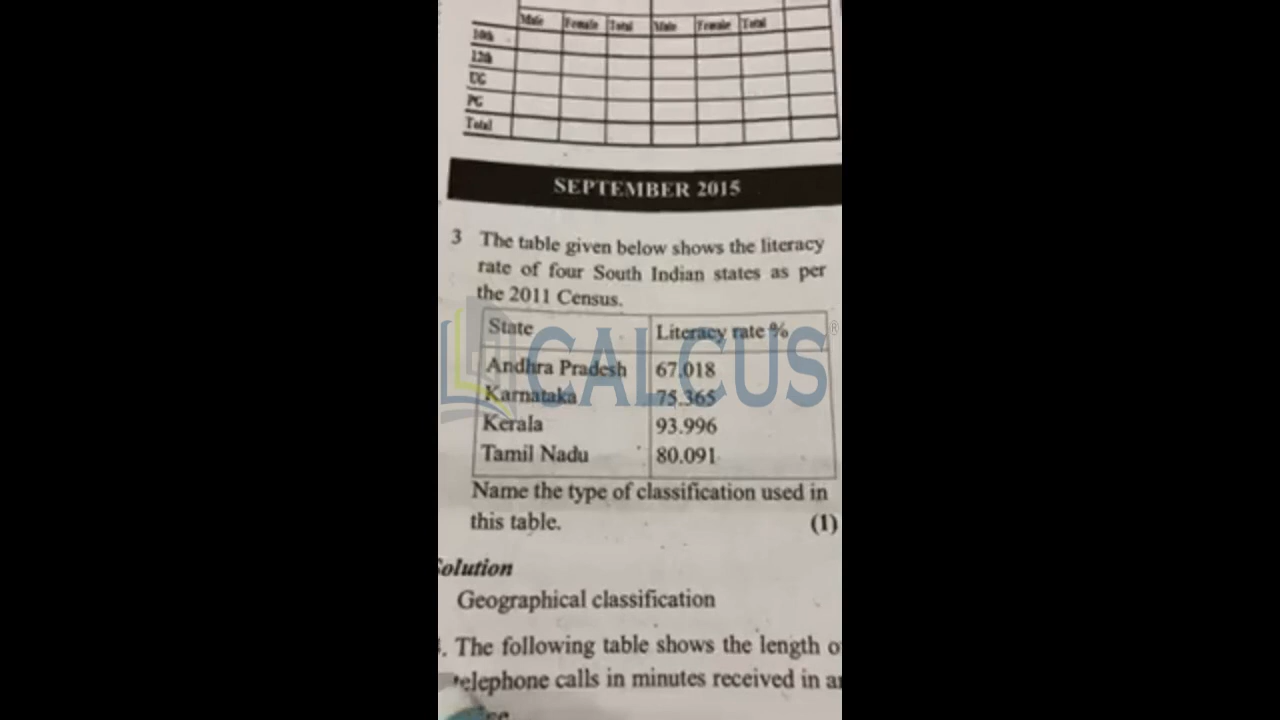 Male Female Total Male Female Total
10th
12th
UG
PG
Total
SEPTEMBER 2015
3 The table given below shows the literacy
rate of four South Indian states as per
the 2011 Census.
State Literacy rate %
CALCUS®
Andhra Pradesh 67.018
Karnataka 75.365
Kerala 93.996
Tamil Nadu 80.091
Name the type of classification used in
this table. (1)
Solution
Geographical classification
. The following table shows the length o
telephone calls in minutes received in a